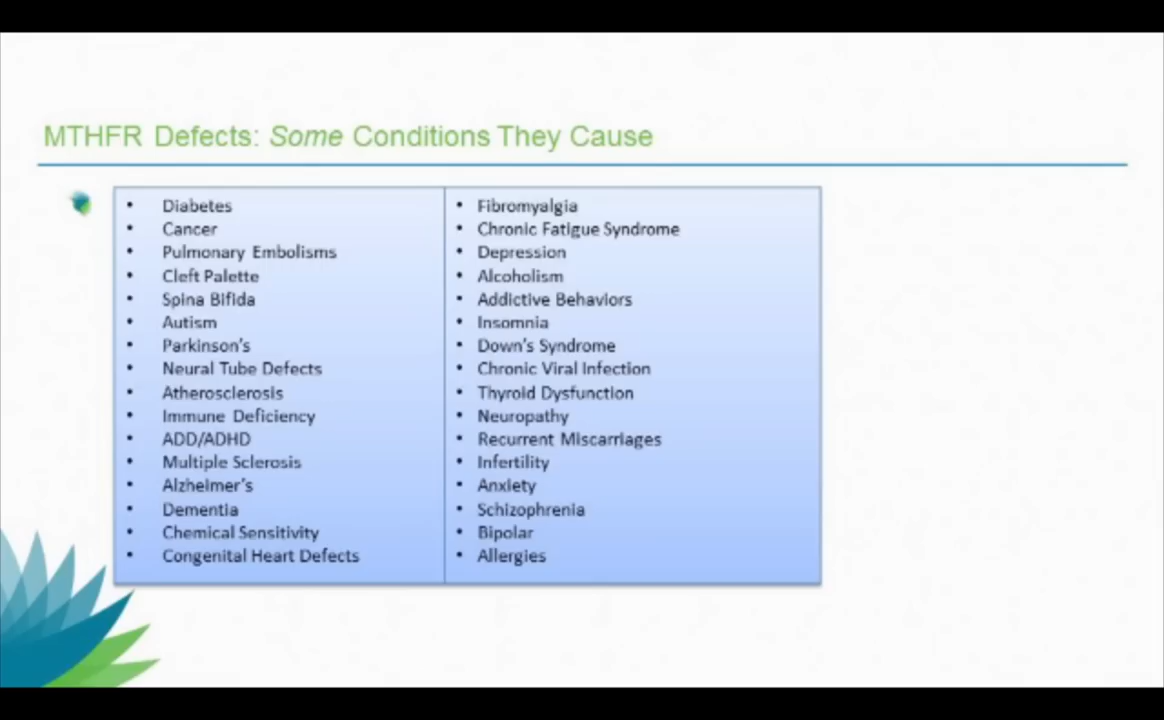 MTHFR Defects: Some Conditions They Cause
• Diabetes
• Cancer
• Pulmonary Embolisms
• Cleft Palette
• Spina Bifida
• Autism
• Parkinson's
• Neural Tube Defects
• Atherosclerosis
• Immune Deficiency
• ADD/ADHD
• Multiple Sclerosis
• Alzheimer's
• Dementia
• Chemical Sensitivity
• Congenital Heart Defects
• Fibromyalgia
• Chronic Fatigue Syndrome
• Depression
• Alcoholism
• Addictive Behaviors
• Insomnia
• Down's Syndrome
• Chronic Viral Infection
• Thyroid Dysfunction
• Neuropathy
• Recurrent Miscarriages
• Infertility
• Anxiety
• Schizophrenia
• Bipolar
• Allergies